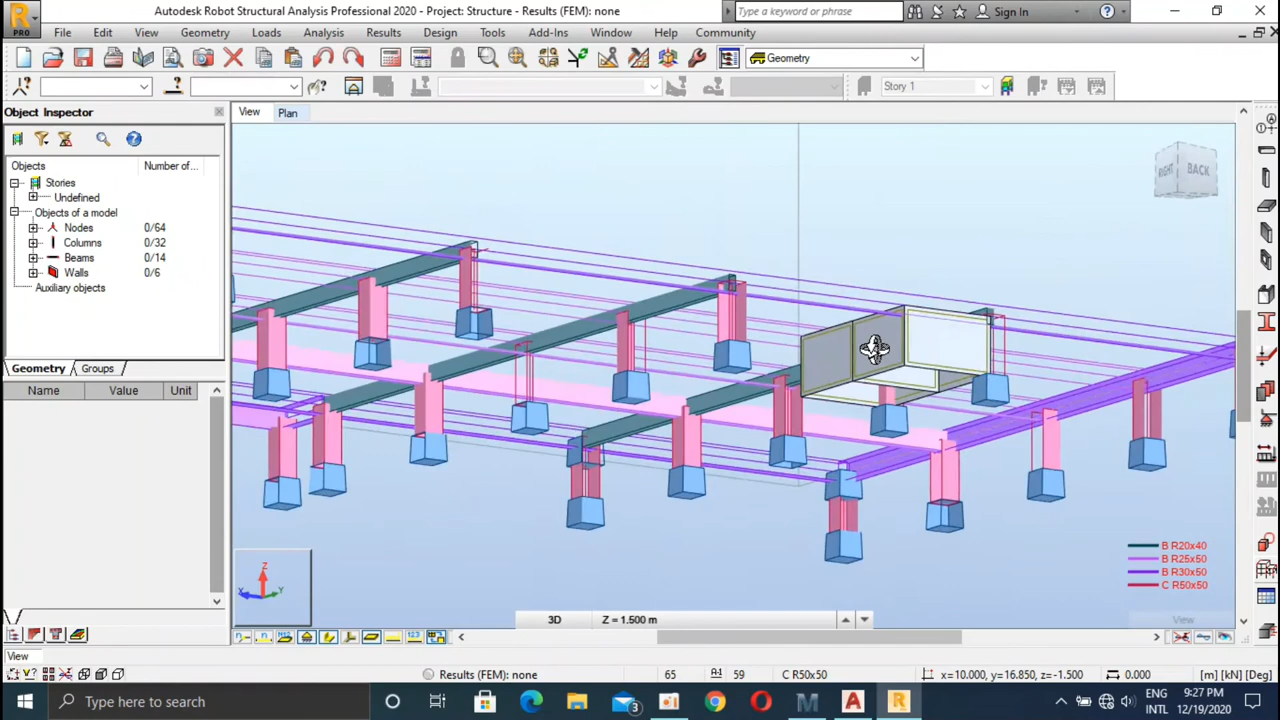 Autodesk Robot Structural Analysis Professional 2020 - Project: Structure - Results (FEM): none
Type a keyword or phrase
Sign In
PRO
File Edit View Geometry Loads Analysis Results Design Tools Add-Ins Window Help Community
Geometry
Story 1
Object Inspector
View Plan
Objects Number of...
Stories
Undefined
Objects of a model
Nodes 0/64
Columns 0/32
Beams 0/14
Walls 0/6
Auxiliary objects
Geometry Groups
Name Value Unit
RIGHT BACK
B R20x40
B R25x50
B R30x50
C R50x50
Z
X
Y
3D Z = 1.500 m
View
View
Results (FEM): none 65 59 C R50x50 x=10.000, y=16.850, z=-1.500 0.000 [m] [kN] [Deg]
Type here to search
3
ENG
INTL
9:27 PM
12/19/2020